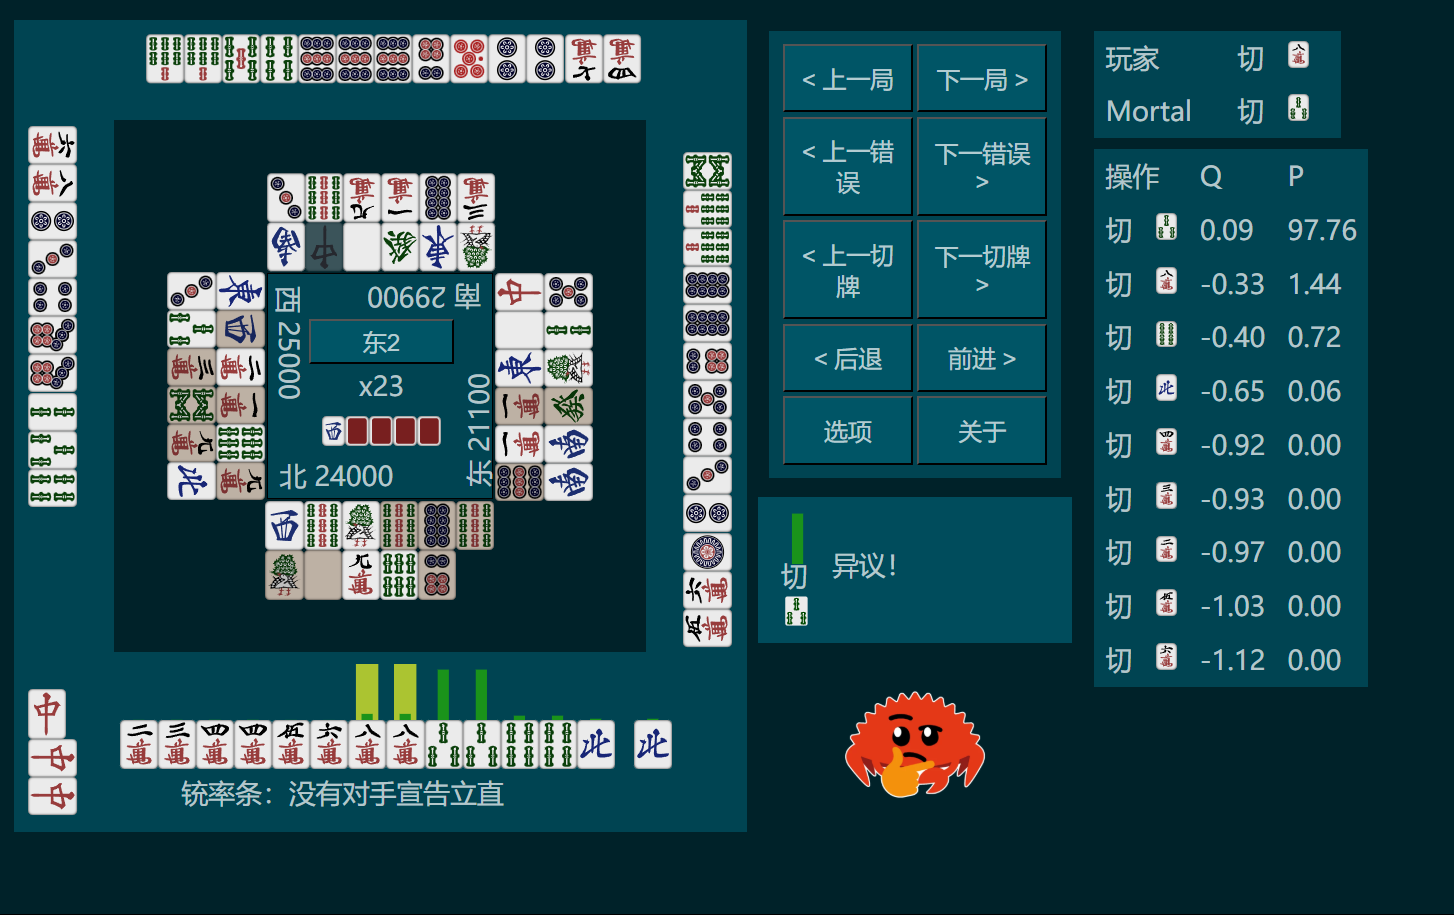 < 上一局
下一局 >
< 上一错
误
下一错误
>
< 上一切
牌
下一切牌
>
< 后退
前进 >
选项
关于
玩家 切
Mortal 切
操作 Q P
切 0.09 97.76
切 -0.33 1.44
切 -0.40 0.72
切 -0.65 0.06
切 -0.92 0.00
切 -0.93 0.00
切 -0.97 0.00
切 -1.03 0.00
切 -1.12 0.00
南 29900
西 25000
东2
x23
东 21100
北 24000
切
异议!
铳率条：没有对手宣告立直